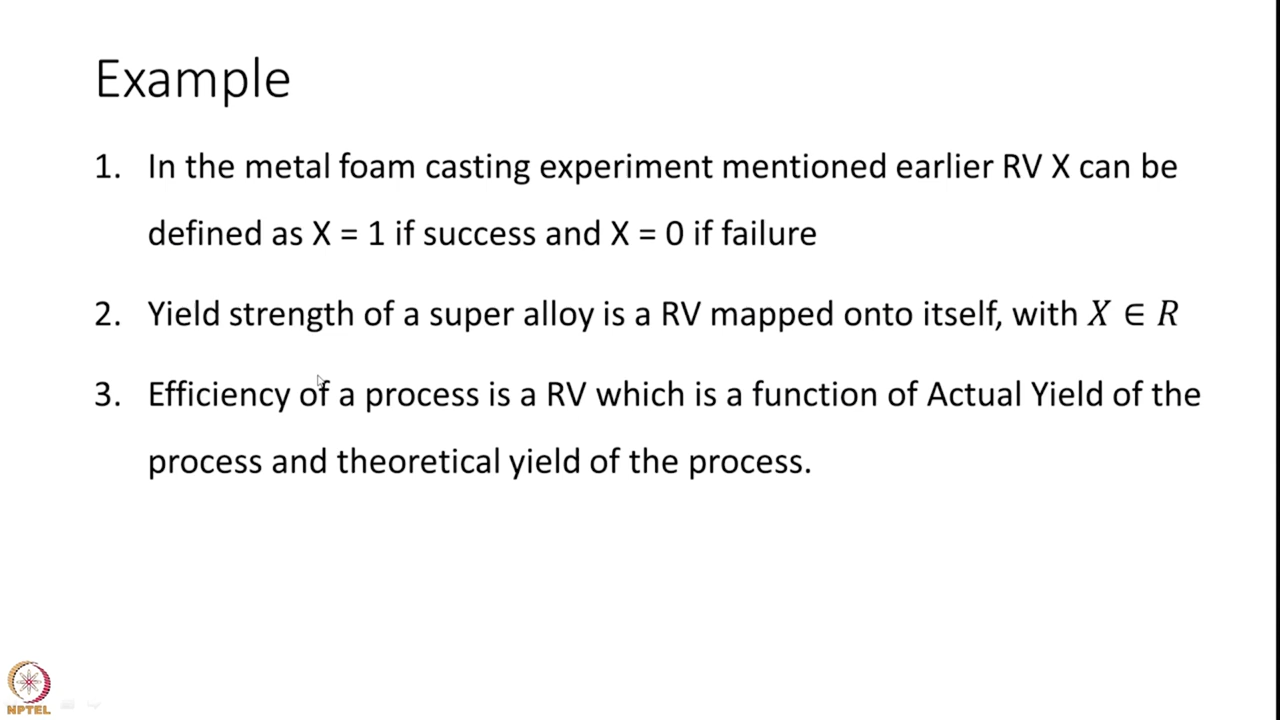 Example
1. In the metal foam casting experiment mentioned earlier RV X can be
defined as X = 1 if success and X = 0 if failure
2. Yield strength of a super alloy is a RV mapped onto itself, with X ∈ R
3. Efficiency of a process is a RV which is a function of Actual Yield of the
process and theoretical yield of the process.
NPTEL